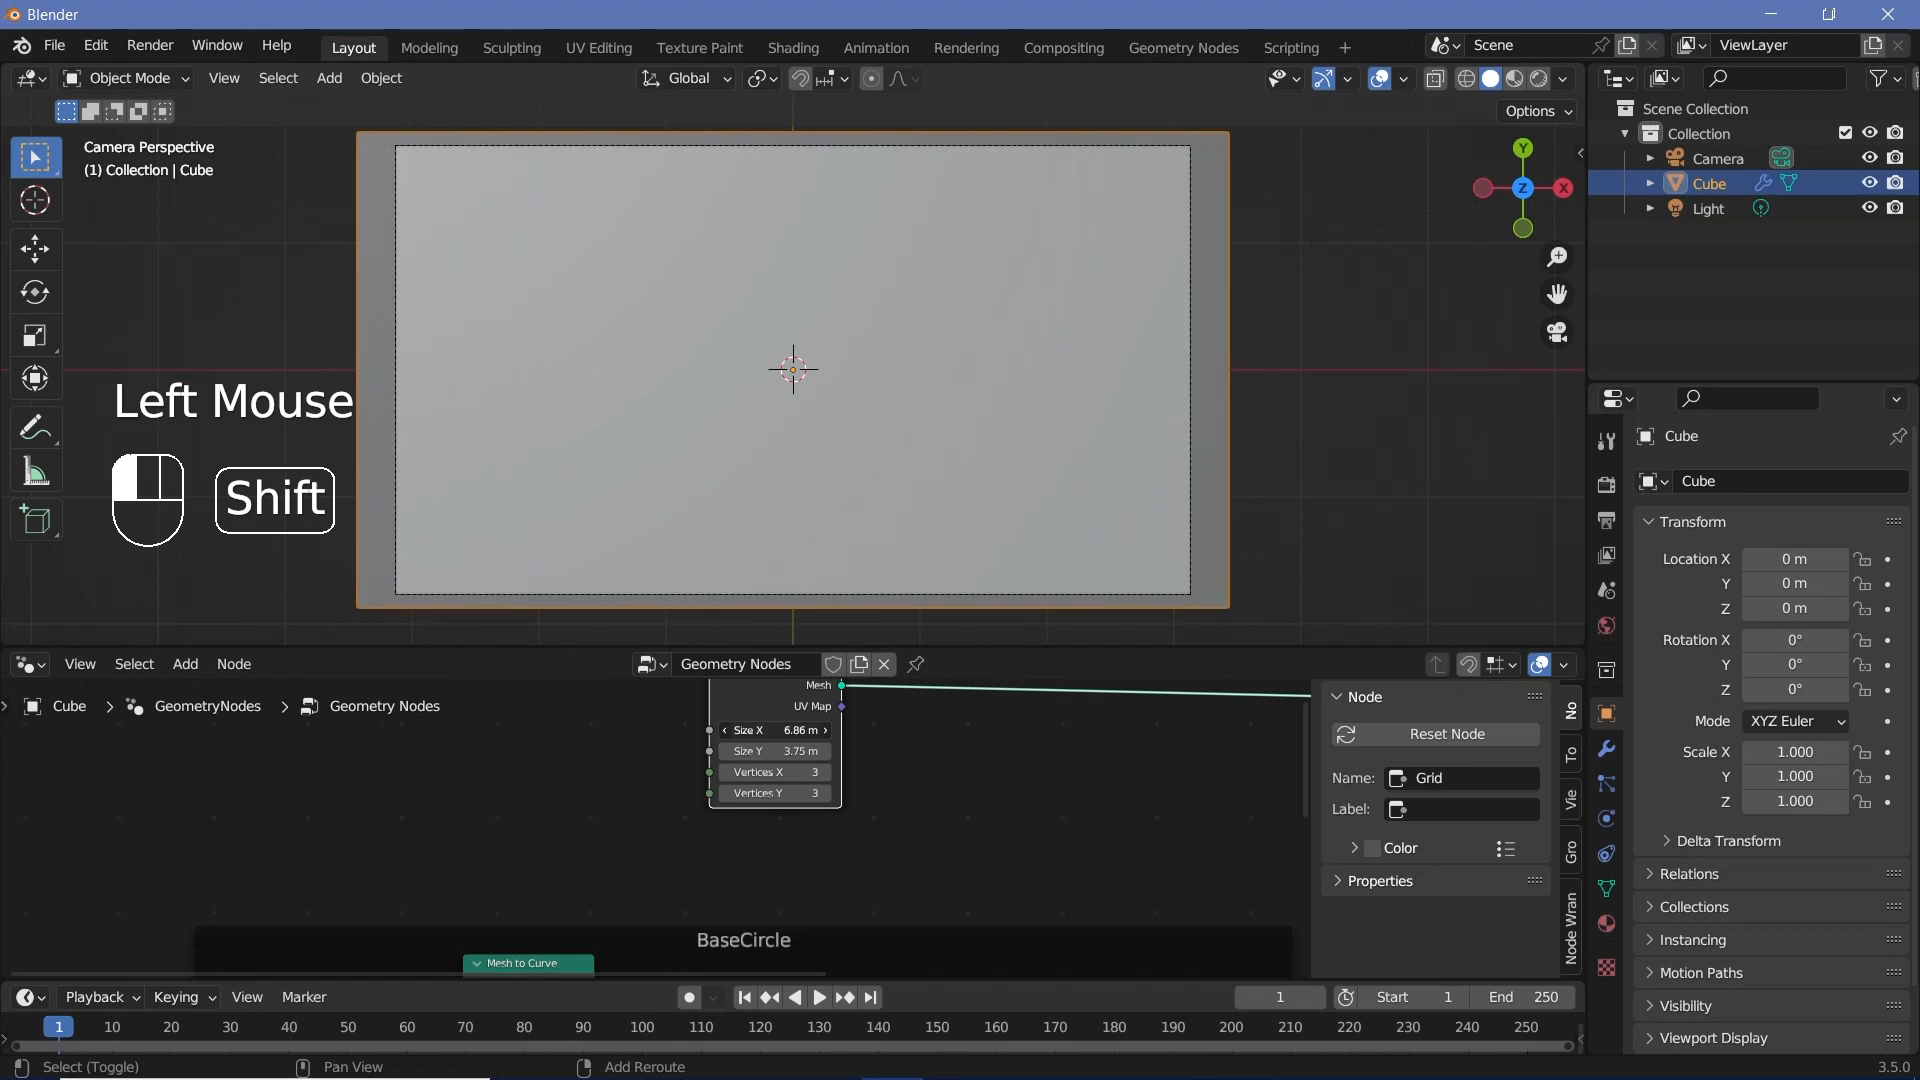 Blender
File Edit Render Window Help Layout Modeling Sculpting UV Editing Texture Paint Shading Animation Rendering Compositing Geometry Nodes Scripting + Scene ViewLayer
Object Mode View Select Add Object Global
Options
Camera Perspective
(1) Collection | Cube
Y
X
Z
Left Mouse
Shift
Scene Collection
Collection
Camera
Cube
Light
Cube
Cube
Transform
Location X 0 m
Y 0 m
Z 0 m
Rotation X 0°
Y 0°
Z 0°
Mode XYZ Euler
Scale X 1.000
Y 1.000
Z 1.000
Delta Transform
Relations
Collections
Instancing
Motion Paths
Visibility
Viewport Display
View Select Add Node Geometry Nodes
Cube > GeometryNodes > Geometry Nodes
Mesh
UV Map
Size X 6.86 m
Size Y 3.75 m
Vertices X 3
Vertices Y 3
BaseCircle
Mesh to Curve
Node
Reset Node
Name: Grid
Label:
Color
Properties
No
To
Vie
Gro
Node Wran
Playback Keying View Marker 1 Start 1 End 250
1 10 20 30 40 50 60 70 80 90 100 110 120 130 140 150 160 170 180 190 200 210 220 230 240 250
Select (Toggle) Pan View Add Reroute 3.5.0